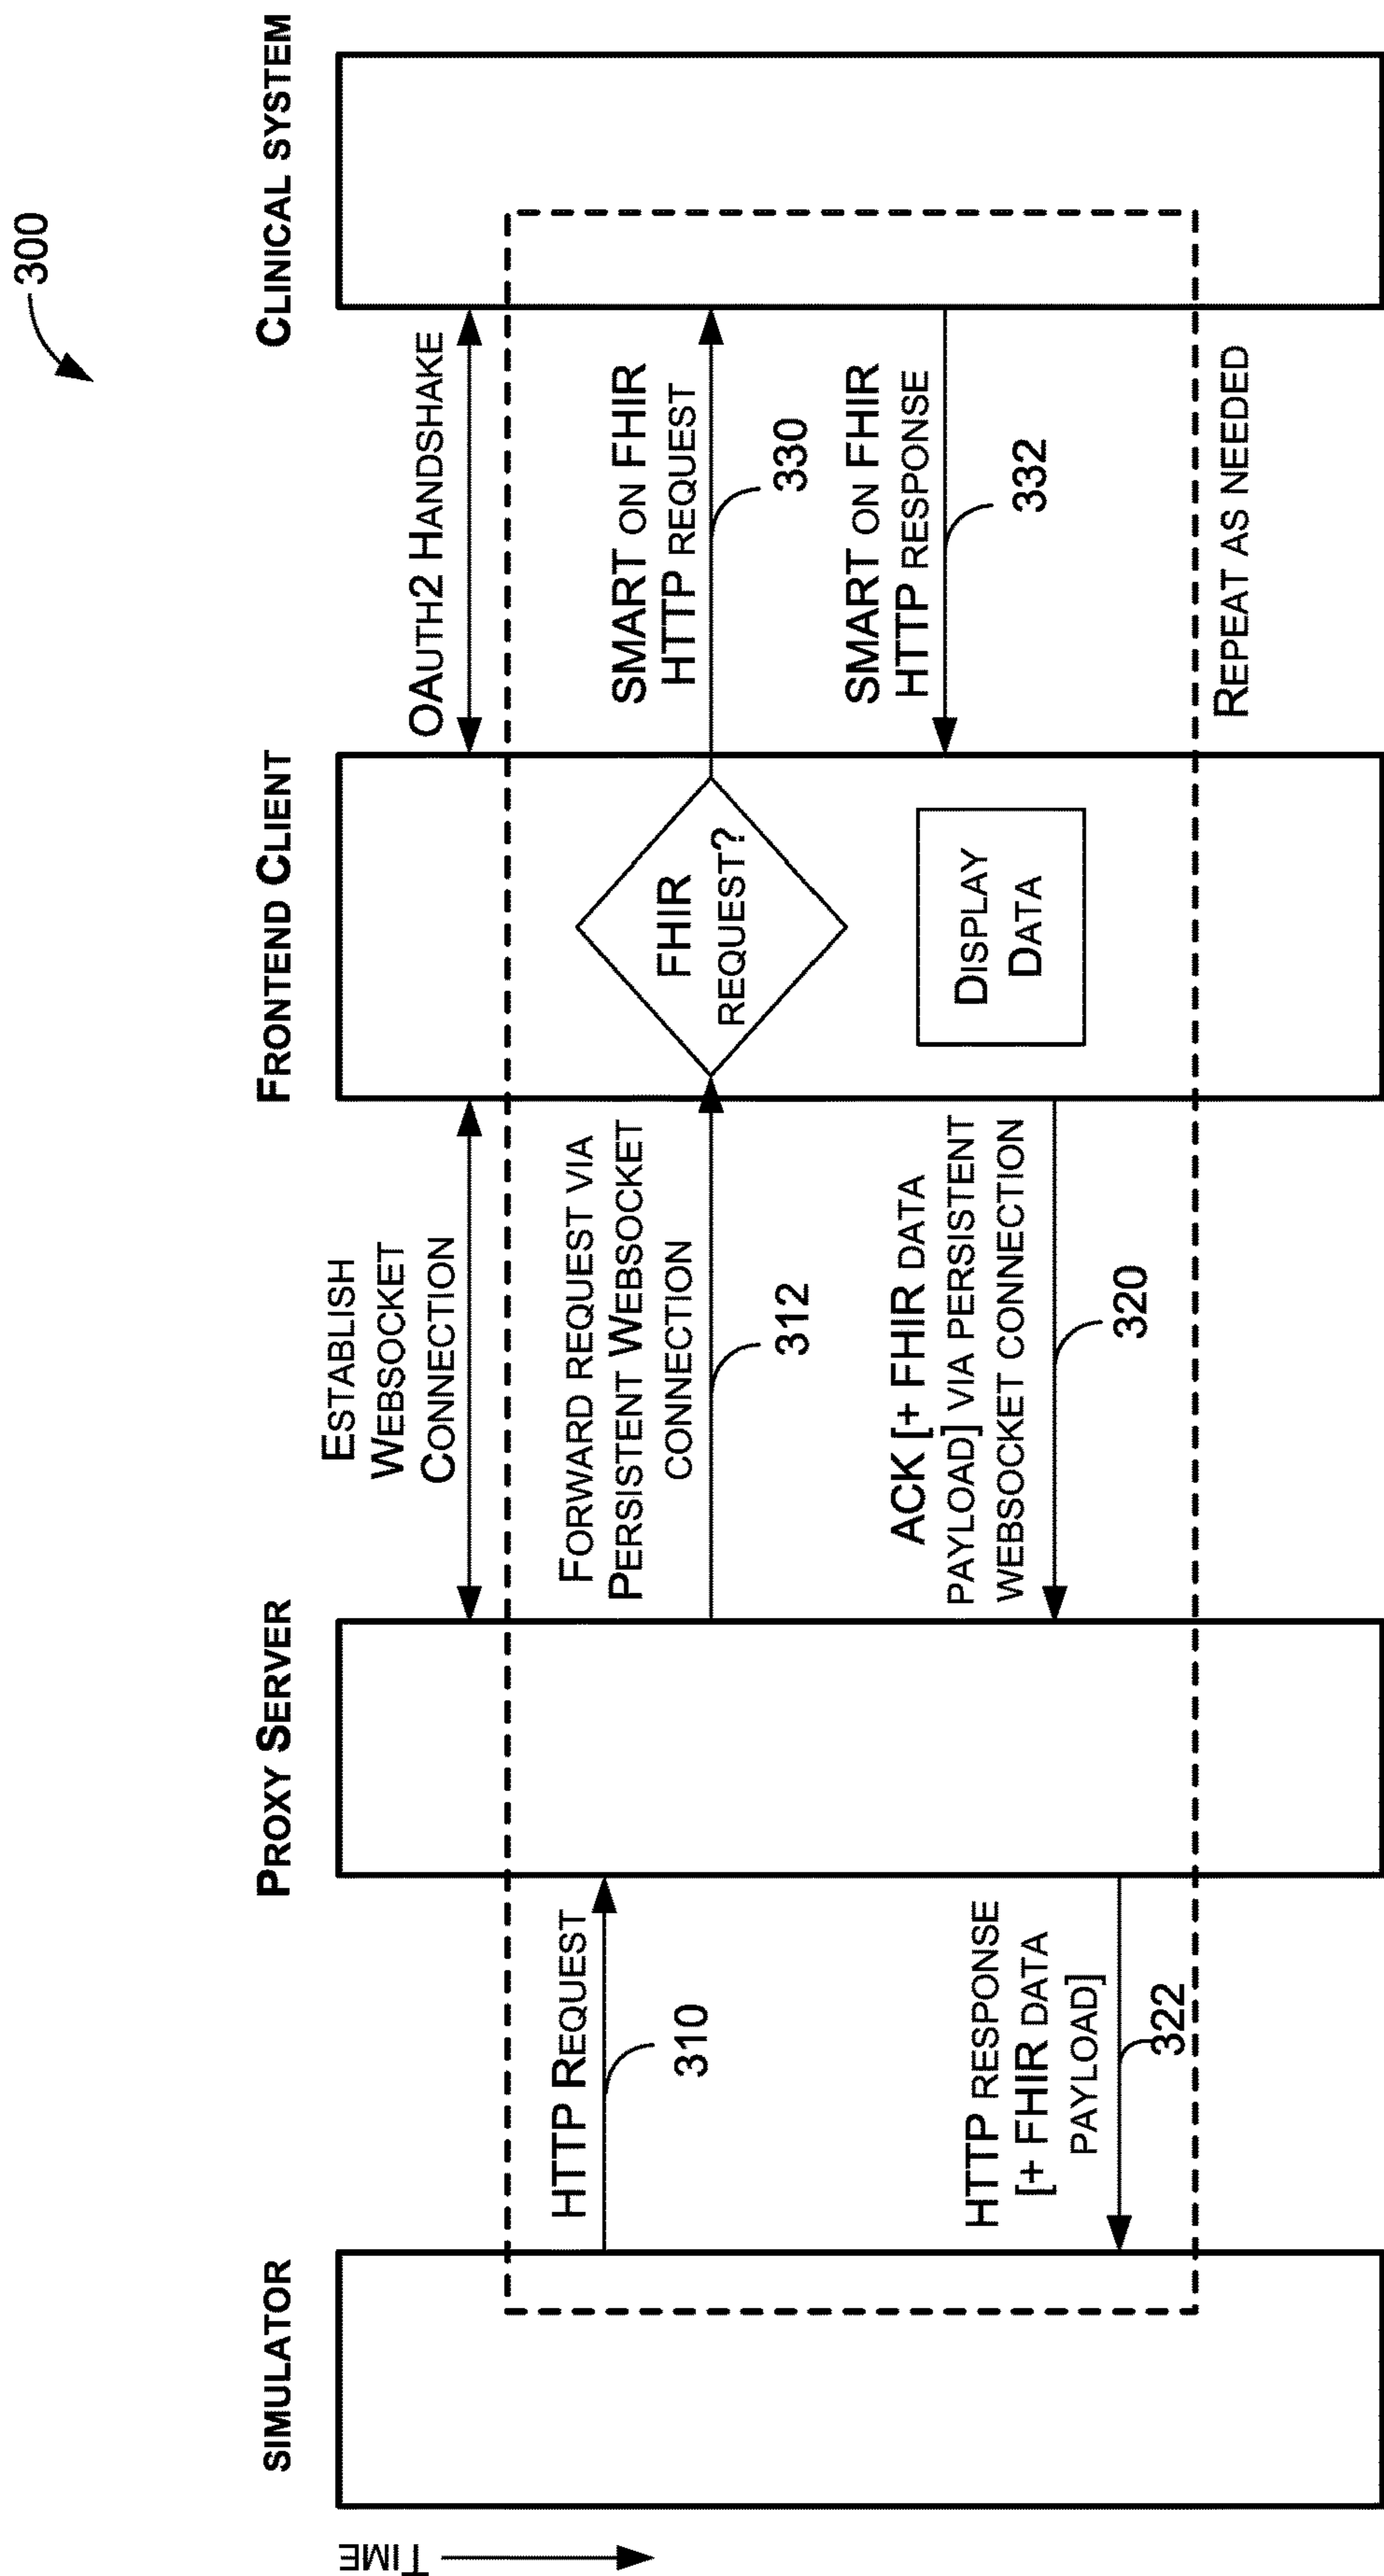 300
SIMULATOR
PROXY SERVER
FRONTEND CLIENT
CLINICAL SYSTEM
TIME
ESTABLISH
WEBSOCKET
CONNECTION
OAUTH2 HANDSHAKE
HTTP REQUEST
310
FORWARD REQUEST VIA
PERSISTENT WEBSOCKET
CONNECTION
312
FHIR
REQUEST?
SMART ON FHIR
HTTP REQUEST
330
SMART ON FHIR
HTTP RESPONSE
332
DISPLAY
DATA
ACK [+ FHIR DATA
PAYLOAD] VIA PERSISTENT
WEBSOCKET CONNECTION
320
HTTP RESPONSE
[+ FHIR DATA
PAYLOAD]
322
REPEAT AS NEEDED